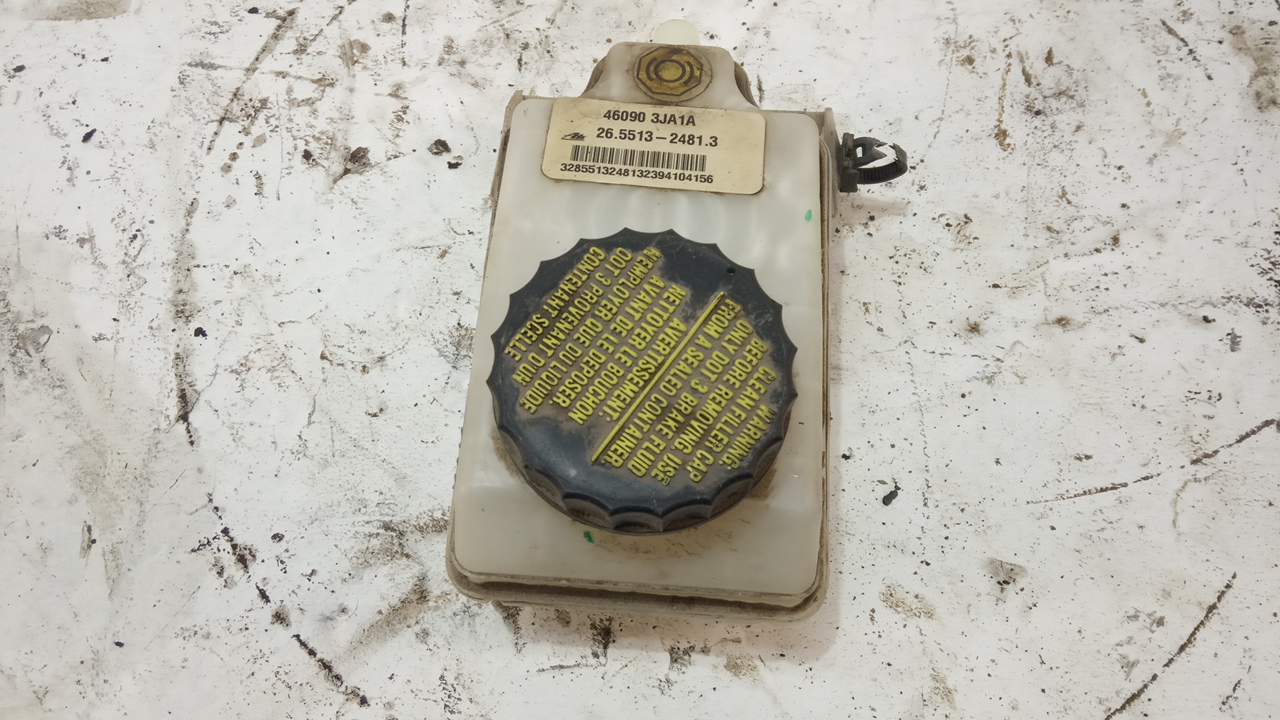 46090 3JA1A
26.5513-2481.3
328551324813239410​4156
WARNING:
CLEAN FILLER CAP
BEFORE REMOVING. USE
ONLY DOT 3 BRAKE FLUID
FROM A SEALED CONTAINER.
AVERTISSEMENT.
NETTOYER LE BOUCHON
AVANT DE LE DEPOSER.
N'EMPLOYER QUE DU LIQUIDE
DOT 3 PROVENANT D'UN
CONTENANT SCELLE